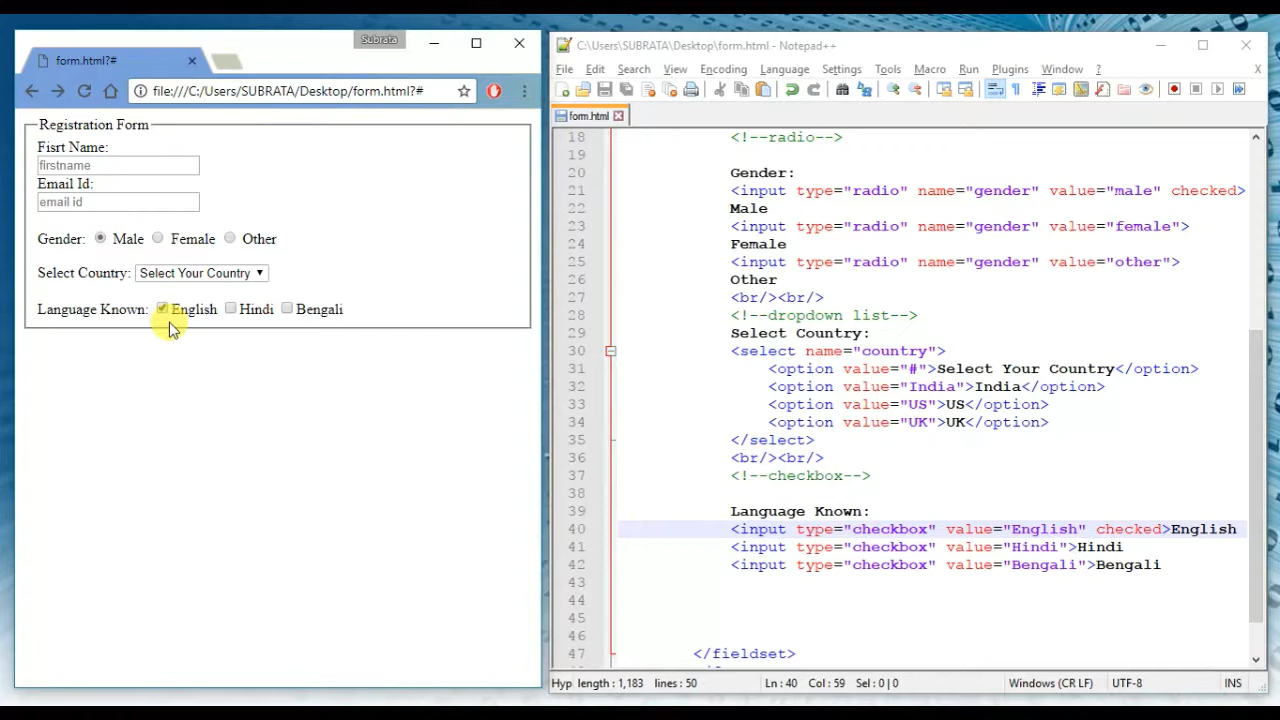 Subrata
form.html?#
file:///C:/Users/SUBRATA/Desktop/form.html?#
Registration Form
Fisrt Name:
firstname
Email Id:
email id
Gender: Male Female Other
Select Country: Select Your Country
Language Known: English Hindi Bengali
C:\Users\SUBRATA\Desktop\form.html - Notepad++
File Edit Search View Encoding Language Settings Tools Macro Run Plugins Window ? X
form.html
18 <!--radio-->
19
20 Gender:
21 <input type="radio" name="gender" value="male" checked>
22 Male
23 <input type="radio" name="gender" value="female">
24 Female
25 <input type="radio" name="gender" value="other">
26 Other
27 <br/><br/>
28 <!--dropdown list-->
29 Select Country:
30 <select name="country">
31 <option value="#">Select Your Country</option>
32 <option value="India">India</option>
33 <option value="US">US</option>
34 <option value="UK">UK</option>
35 </select>
36 <br/><br/>
37 <!--checkbox-->
38
39 Language Known:
40 <input type="checkbox" value="English" checked>English
41 <input type="checkbox" value="Hindi">Hindi
42 <input type="checkbox" value="Bengali">Bengali
43
44
45
46
47 </fieldset>
Hyp length : 1,183 lines : 50 Ln : 40 Col : 59 Sel : 0 | 0 Windows (CR LF) UTF-8 INS